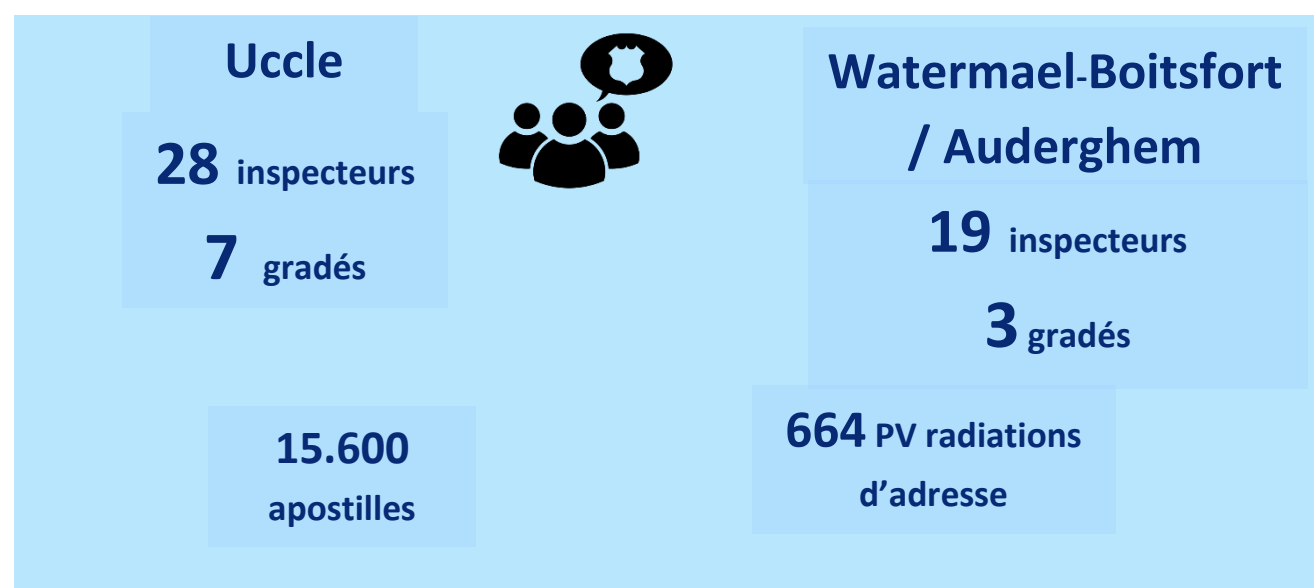 Uccle
28 inspecteurs
7 gradés
Watermael-Boitsfort
/ Auderghem
19 inspecteurs
3 gradés
15.600
apostilles
664 PV radiations
d’adresse